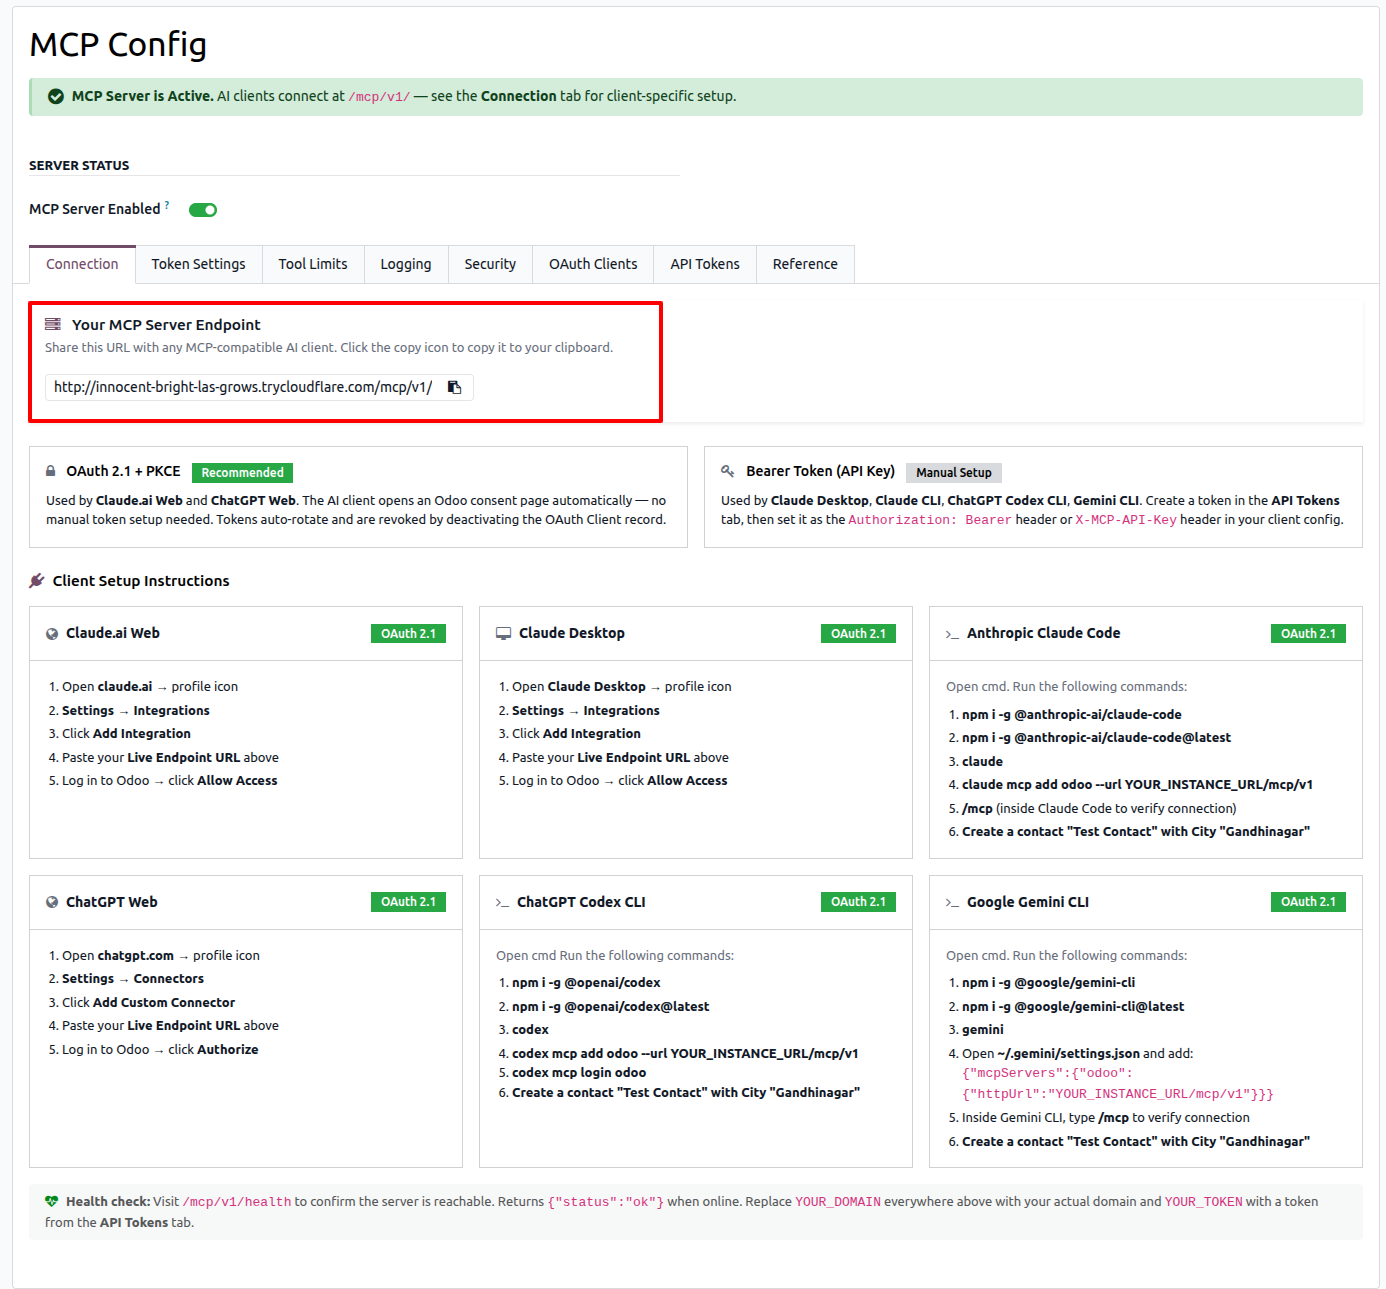 MCP Config
MCP Server is Active. AI clients connect at /mcp/v1/ — see the Connection tab for client-specific setup.
SERVER STATUS
MCP Server Enabled ?
Connection
Token Settings
Tool Limits
Logging
Security
OAuth Clients
API Tokens
Reference
Your MCP Server Endpoint
Share this URL with any MCP-compatible AI client. Click the copy icon to copy it to your clipboard.
http://innocent-bright-las-grows.trycloudflare.com/mcp/v1/
OAuth 2.1 + PKCE Recommended
Used by Claude.ai Web and ChatGPT Web. The AI client opens an Odoo consent page automatically — no
manual token setup needed. Tokens auto-rotate and are revoked by deactivating the OAuth Client record.
Bearer Token (API Key) Manual Setup
Used by Claude Desktop, Claude CLI, ChatGPT Codex CLI, Gemini CLI. Create a token in the API Tokens
tab, then set it as the Authorization: Bearer header or X-MCP-API-Key header in your client config.
Client Setup Instructions
Claude.ai Web OAuth 2.1
1. Open claude.ai → profile icon
2. Settings → Integrations
3. Click Add Integration
4. Paste your Live Endpoint URL above
5. Log in to Odoo → click Allow Access
Claude Desktop OAuth 2.1
1. Open Claude Desktop → profile icon
2. Settings → Integrations
3. Click Add Integration
4. Paste your Live Endpoint URL above
5. Log in to Odoo → click Allow Access
Anthropic Claude Code OAuth 2.1
Open cmd. Run the following commands:
1. npm i -g @anthropic-ai/claude-code
2. npm i -g @anthropic-ai/claude-code@latest
3. claude
4. claude mcp add odoo --url YOUR_INSTANCE_URL/mcp/v1
5. /mcp (inside Claude Code to verify connection)
6. Create a contact "Test Contact" with City "Gandhinagar"
ChatGPT Web OAuth 2.1
1. Open chatgpt.com → profile icon
2. Settings → Connectors
3. Click Add Custom Connector
4. Paste your Live Endpoint URL above
5. Log in to Odoo → click Authorize
ChatGPT Codex CLI OAuth 2.1
Open cmd Run the following commands:
1. npm i -g @openai/codex
2. npm i -g @openai/codex@latest
3. codex
4. codex mcp add odoo --url YOUR_INSTANCE_URL/mcp/v1
5. codex mcp login odoo
6. Create a contact "Test Contact" with City "Gandhinagar"
Google Gemini CLI OAuth 2.1
Open cmd. Run the following commands:
1. npm i -g @google/gemini-cli
2. npm i -g @google/gemini-cli@latest
3. gemini
4. Open ~/.gemini/settings.json and add:
{"mcpServers":{"odoo":
{"httpUrl":"YOUR_INSTANCE_URL/mcp/v1"}}}
5. Inside Gemini CLI, type /mcp to verify connection
6. Create a contact "Test Contact" with City "Gandhinagar"
Health check: Visit /mcp/v1/health to confirm the server is reachable. Returns {"status":"ok"} when online. Replace YOUR_DOMAIN everywhere above with your actual domain and YOUR_TOKEN with a token
from the API Tokens tab.